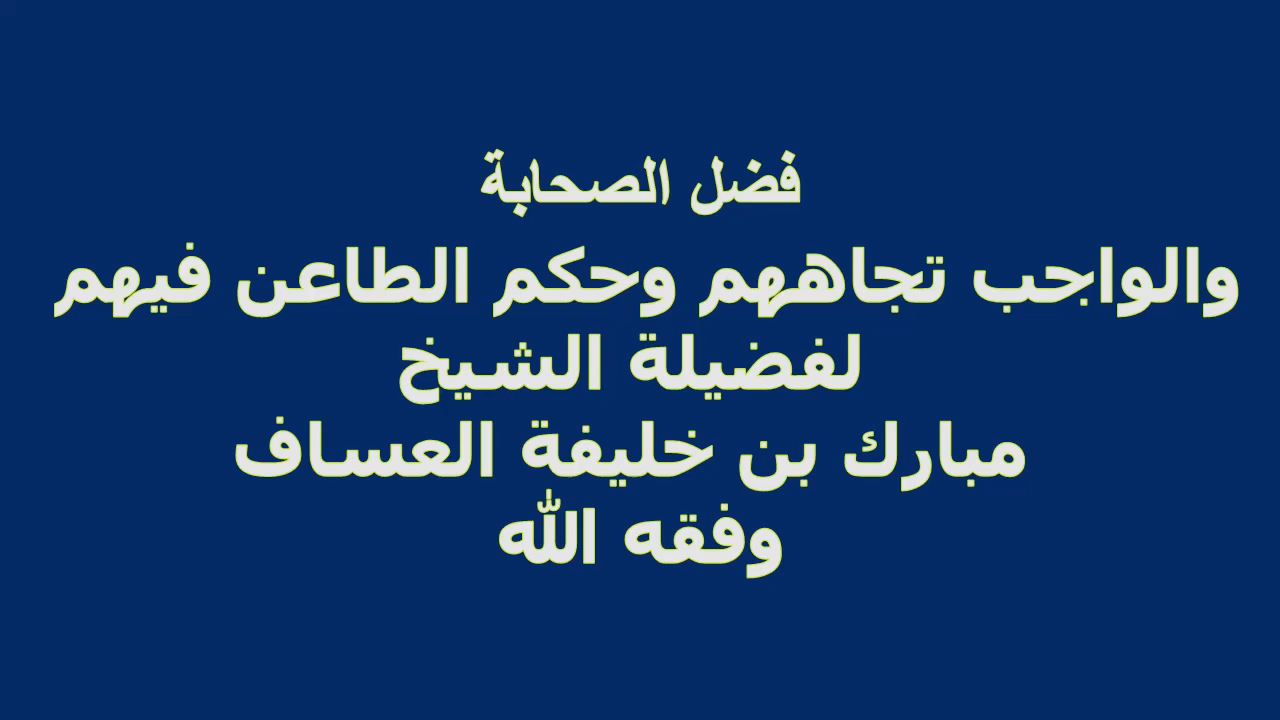 فضل الصحابة
والواجب تجاههم وحكم الطاعن فيهم
لفضيلة الشيخ
مبارك بن خليفة العساف
وفقه الله